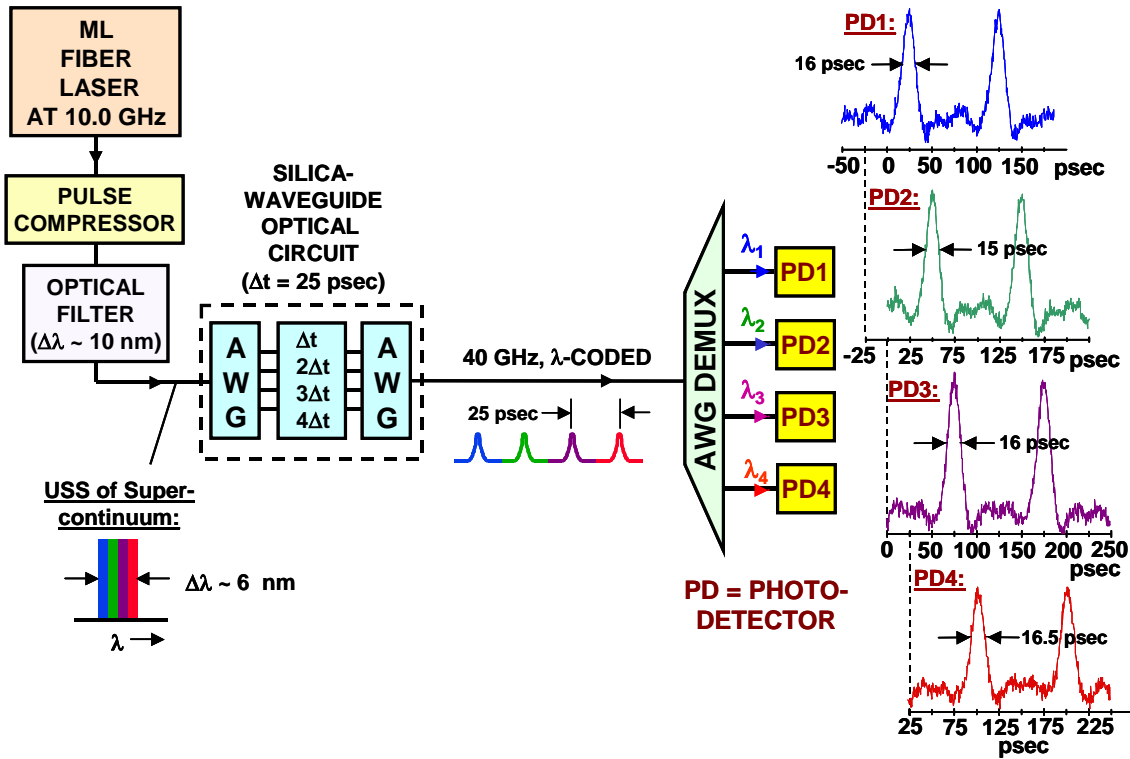 ML
FIBER
LASER
AT 10.0 GHz
PULSE
COMPRESSOR
OPTICAL
FILTER
(Δλ ~ 10 nm)
SILICA-
WAVEGUIDE
OPTICAL
CIRCUIT
(Δt = 25 psec)
A
W
G
Δt
2Δt
3Δt
4Δt
A
W
G
40 GHz, λ-CODED
25 psec
USS of Super-
continuum:
Δλ ~ 6 nm
λ
AWG DEMUX
λ1
PD1
λ2
PD2
λ3
PD3
λ4
PD4
PD = PHOTO-
DETECTOR
PD1:
16 psec
-50 0 50 100 150 psec
PD2:
15 psec
-25 25 75 125 175
PD3:
16 psec
0 50 100 150 200 250
psec
PD4:
16.5 psec
25 75 125 175 225
psec